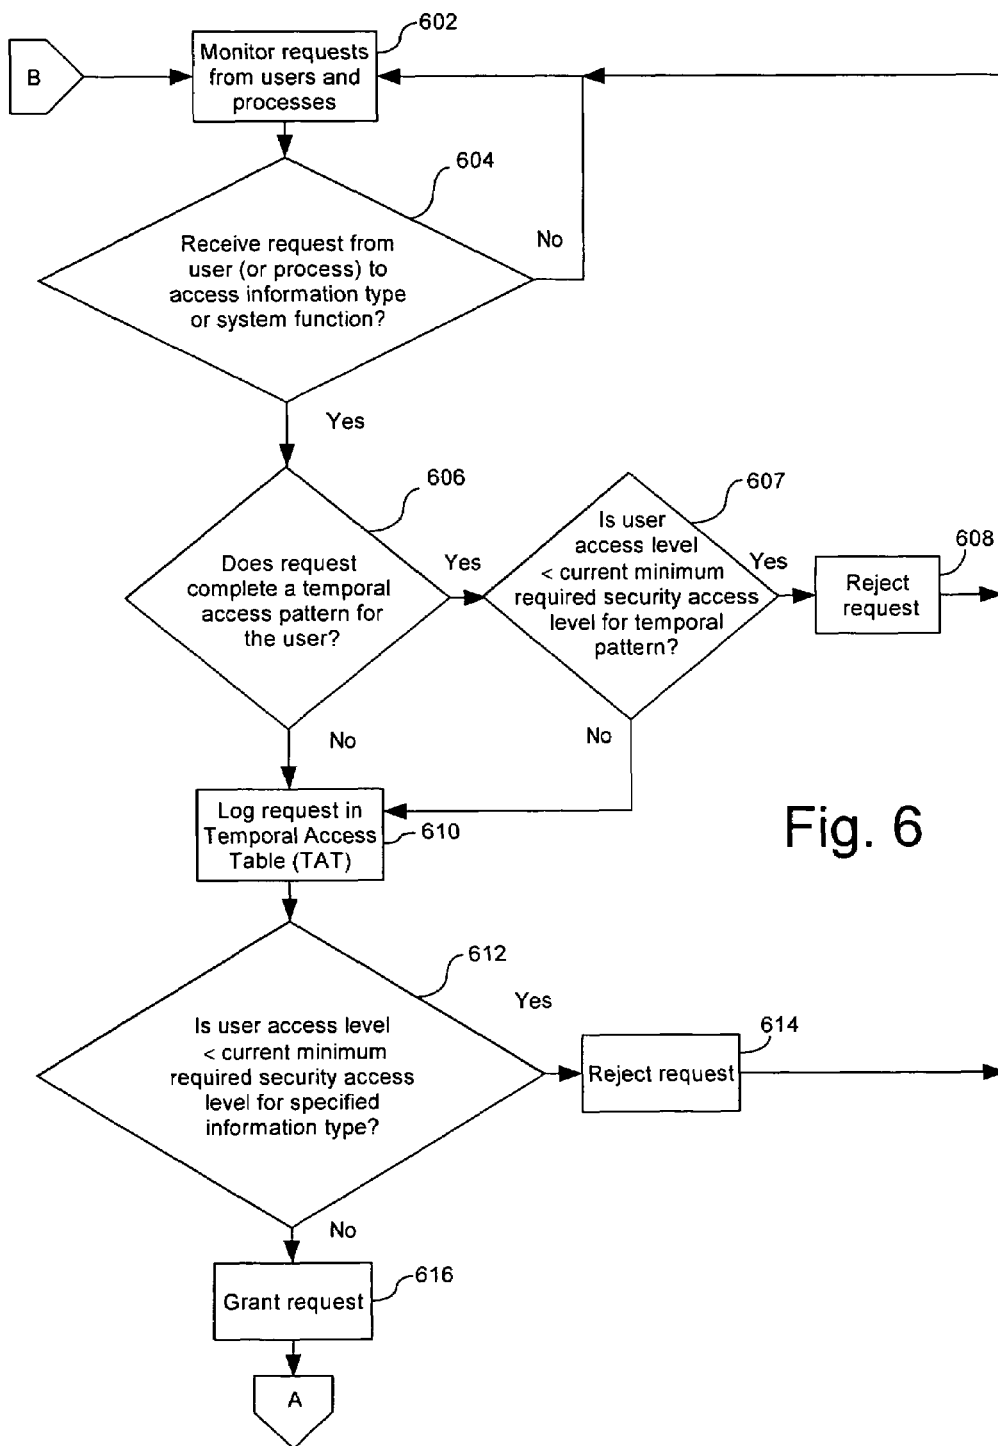 602
Monitor requests
from users and
processes
B
604
Receive request from
user (or process) to
access information type
or system function?
No
Yes
606
607
Does request
complete a temporal
access pattern for
the user?
Yes
Is user
access level
< current minimum
required security access
level for temporal
pattern?
Yes
608
Reject
request
No
No
Log request in
Temporal Access
Table (TAT)
610
Fig. 6
612
Is user access level
< current minimum
required security access
level for specified
information type?
Yes
614
Reject request
No
616
Grant request
A